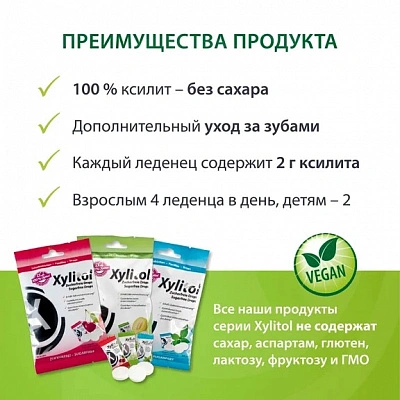 ПРЕИМУЩЕСТВА ПРОДУКТА
100 % ксилит – без сахара
Дополнительный уход за зубами
Каждый леденец содержит 2 г ксилита
Взрослым 4 леденца в день, детям – 2
Xylitol
Xylitol
Xylitol
VEGAN
Все наши продукты
серии Xylitol не содержат
сахар, аспартам, глютен,
лактозу, фруктозу и ГМО